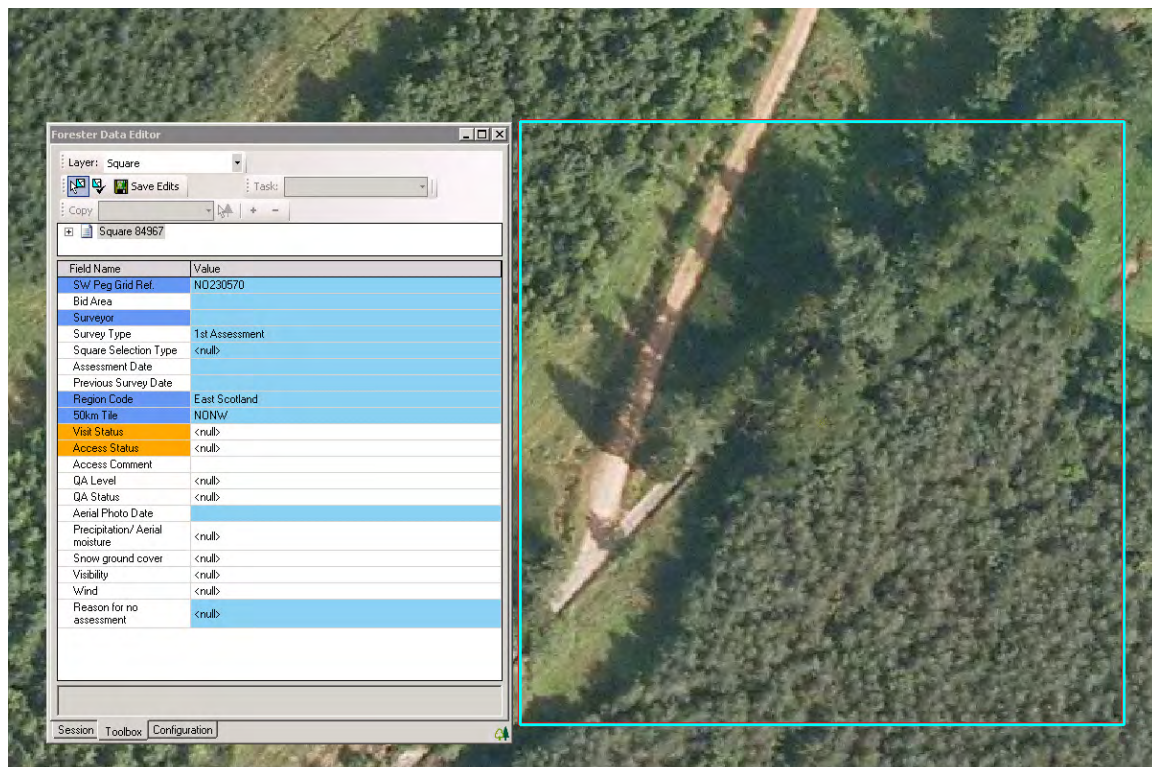 Forester Data Editor
Layer: Square
Save Edits Task:
Copy + -
Square 84967
Field Name Value
SW Peg Grid Ref. NO230570
Bid Area
Surveyor
Survey Type 1st Assessment
Square Selection Type <null>
Assessment Date
Previous Survey Date
Region Code East Scotland
50km Tile NONW
Visit Status <null>
Access Status <null>
Access Comment
QA Level <null>
QA Status <null>
Aerial Photo Date
Precipitation/ Aerial
moisture <null>
Snow ground cover <null>
Visibility <null>
Wind <null>
Reason for no
assessment <null>
Session Toolbox Configuration